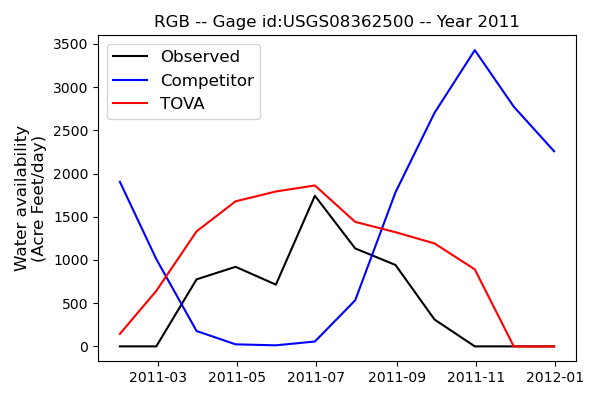 RGB -- Gage id:USGS08362500 -- Year 2011
Water availability
(Acre Feet/day)
3500
3000
2500
2000
1500
1000
500
0
Observed
Competitor
TOVA
2011-03 2011-05 2011-07 2011-09 2011-11 2012-01